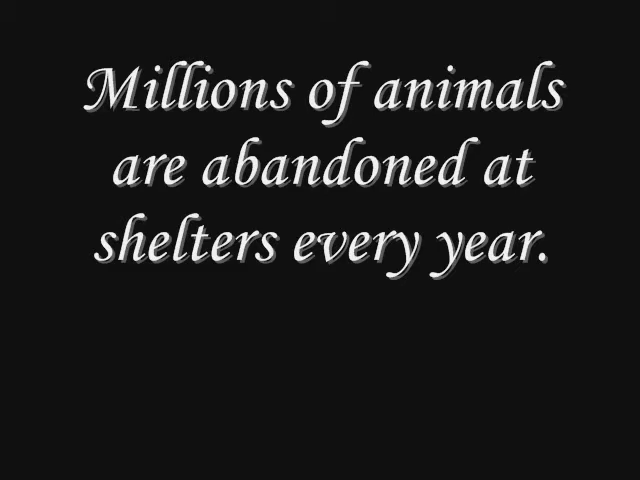 Millions of animals
are abandoned at
shelters every year.